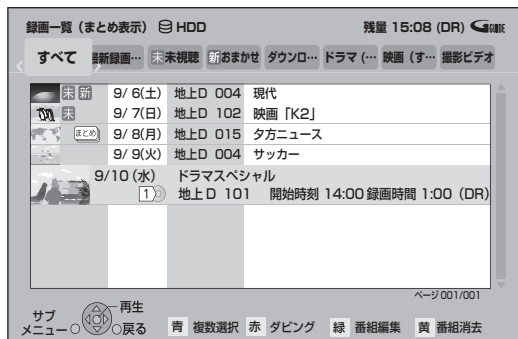 録画一覧（まとめ表示） HDD 残量 15:08 (DR) GGUIDE
すべて 最新録画… 未 未視聴 新 おまかせ ダウンロ… ドラマ（… 映画（す… 撮影ビデオ
未 新 9/ 6(土) 地上D 004 現代
未 9/ 7(日) 地上D 102 映画「K2」
まとめ 9/ 8(月) 地上D 015 夕方ニュース
9/ 9(火) 地上D 004 サッカー
9/10(水) ドラマスペシャル
1 地上D 101 開始時刻 14:00 録画時間 1:00（DR)
ページ 001/001
サブメニュー 再生 戻る 青 複数選択 赤 ダビング 緑 番組編集 黄 番組消去